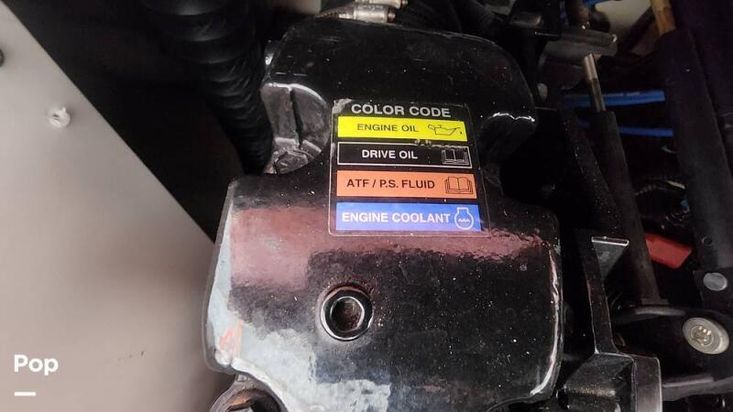 COLOR CODE
ENGINE OIL
DRIVE OIL
ATF / P.S. FLUID
ENGINE COOLANT
Pop